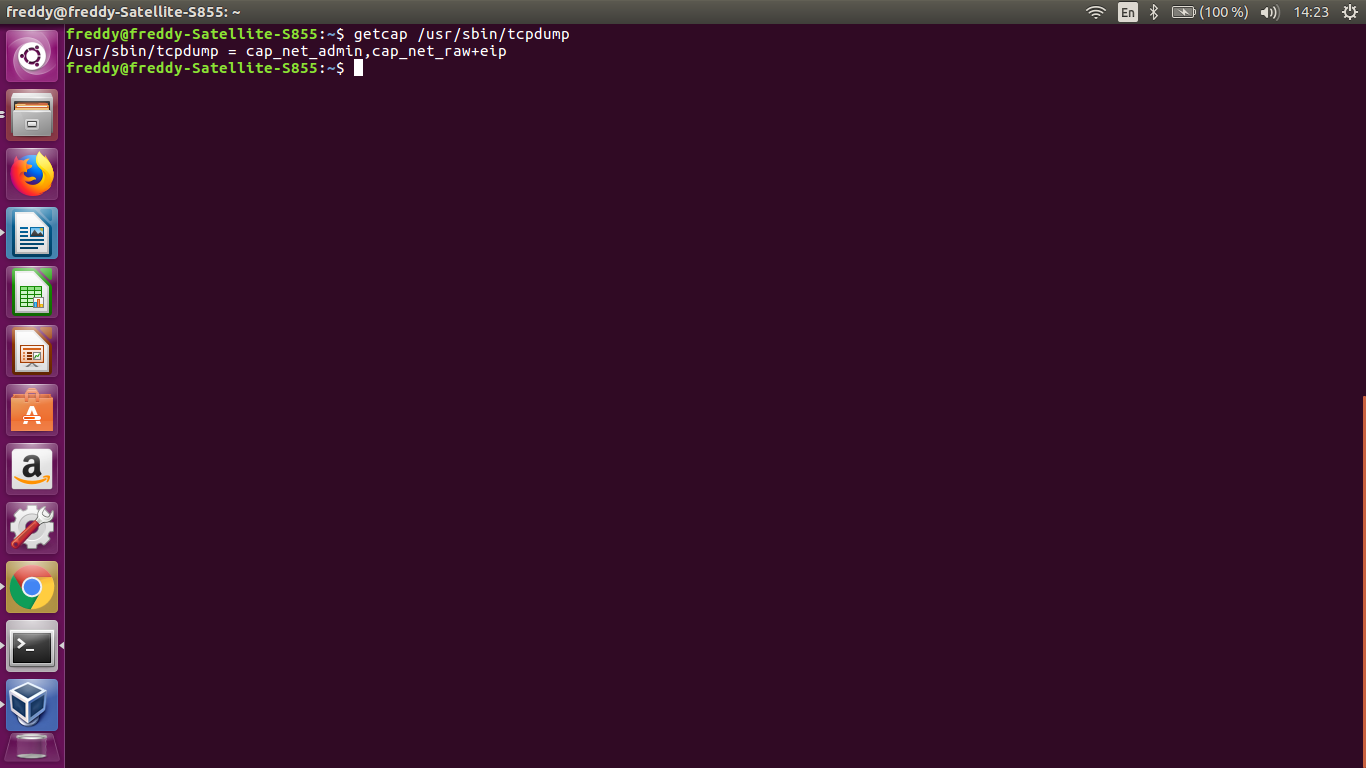 freddy@freddy-Satellite-S855: ~
En
(100 %)
14:23
freddy@freddy-Satellite-S855:~$ getcap /usr/sbin/tcpdump
/usr/sbin/tcpdump = cap_net_admin,cap_net_raw+eip
freddy@freddy-Satellite-S855:~$
A
a
>_